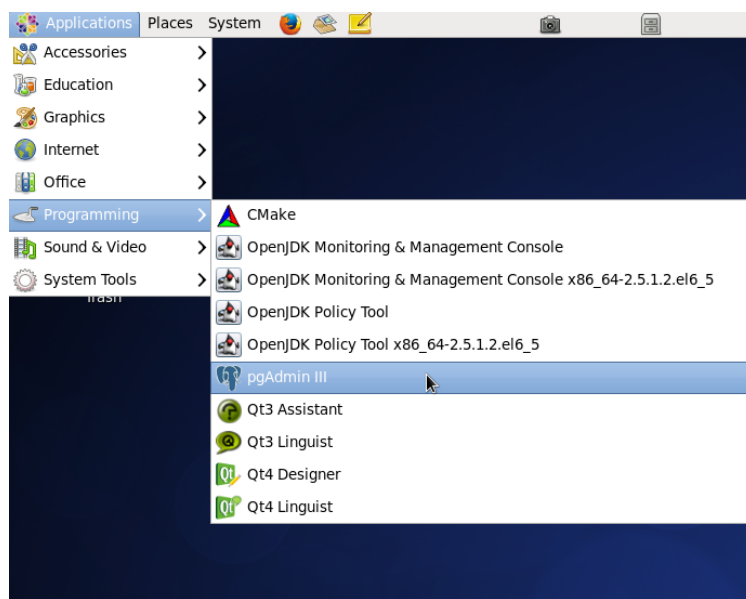 Applications Places System
Accessories
Education
Graphics
Internet
Office
Programming
Sound & Video
System Tools
Trash
CMake
OpenJDK Monitoring & Management Console
OpenJDK Monitoring & Management Console x86_64-2.5.1.2.el6_5
OpenJDK Policy Tool
OpenJDK Policy Tool x86_64-2.5.1.2.el6_5
pgAdmin III
Qt3 Assistant
Qt3 Linguist
Qt4 Designer
Qt4 Linguist